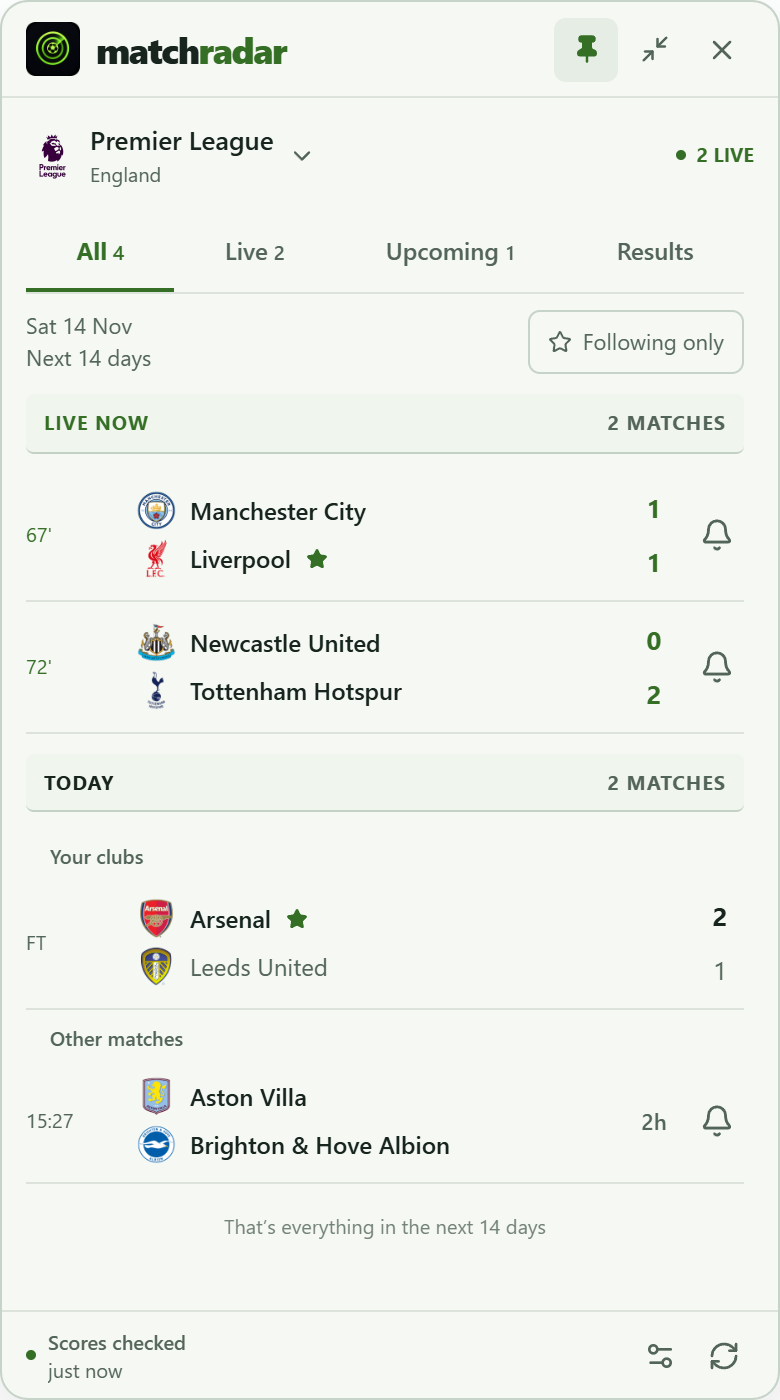 matchradar
Premier League
England
Premier
League
2 LIVE
All 4
Live 2
Upcoming 1
Results
Sat 14 Nov
Next 14 days
Following only
LIVE NOW
2 MATCHES
67'
Manchester City
1
L.F.C.
Liverpool
1
72'
Newcastle United
0
Tottenham Hotspur
2
TODAY
2 MATCHES
Your clubs
FT
Arsenal
Arsenal
2
Leeds United
1
Other matches
15:27
Aston Villa
Brighton & Hove Albion
2h
That's everything in the next 14 days
Scores checked
just now